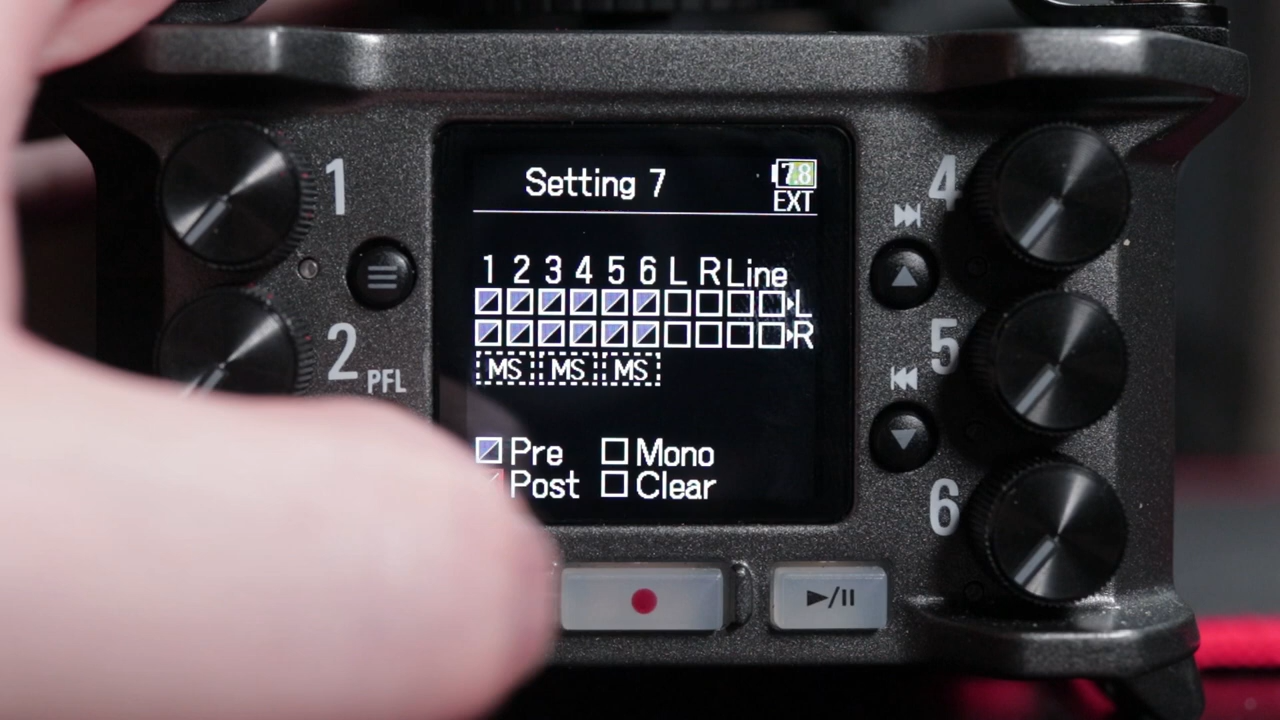 Setting 7
7.8
EXT
1 2 3 4 5 6 L R Line
L
R
MS MS MS
Pre Mono
Post Clear
1
2 PFL
4
5
6